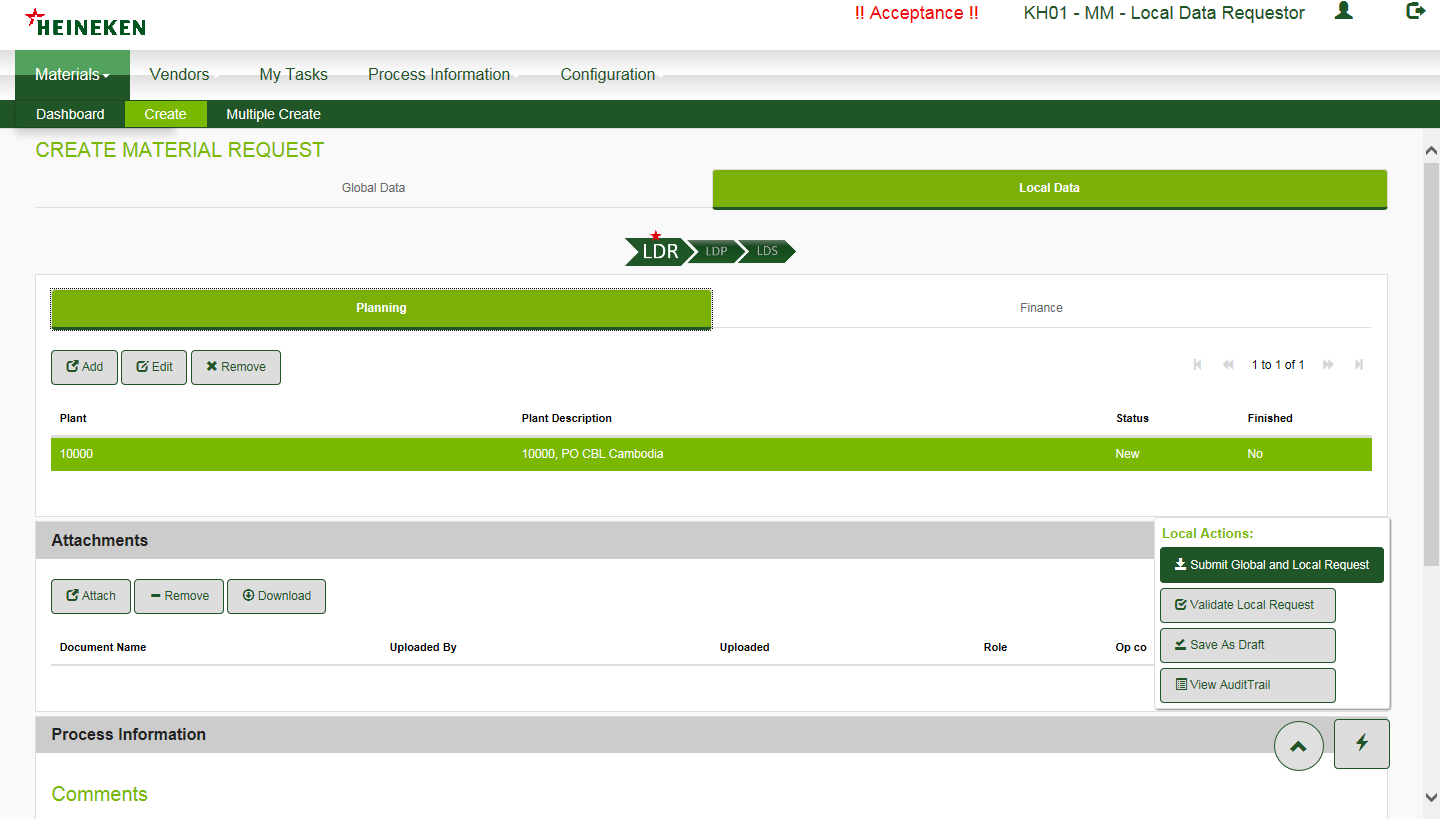 HEINEKEN
!! Acceptance !! KH01 - MM - Local Data Requestor
Materials Vendors My Tasks Process Information Configuration
Dashboard Create Multiple Create
CREATE MATERIAL REQUEST
Global Data Local Data
LDR LDP LDS
Planning Finance
Add Edit Remove 1 to 1 of 1
Plant Plant Description Status Finished
10000 10000, PO CBL Cambodia New No
Attachments
Local Actions:
Submit Global and Local Request
Attach Remove Download
Validate Local Request
Document Name Uploaded By Uploaded Role Op co
Save As Draft
View AuditTrail
Process Information
Comments